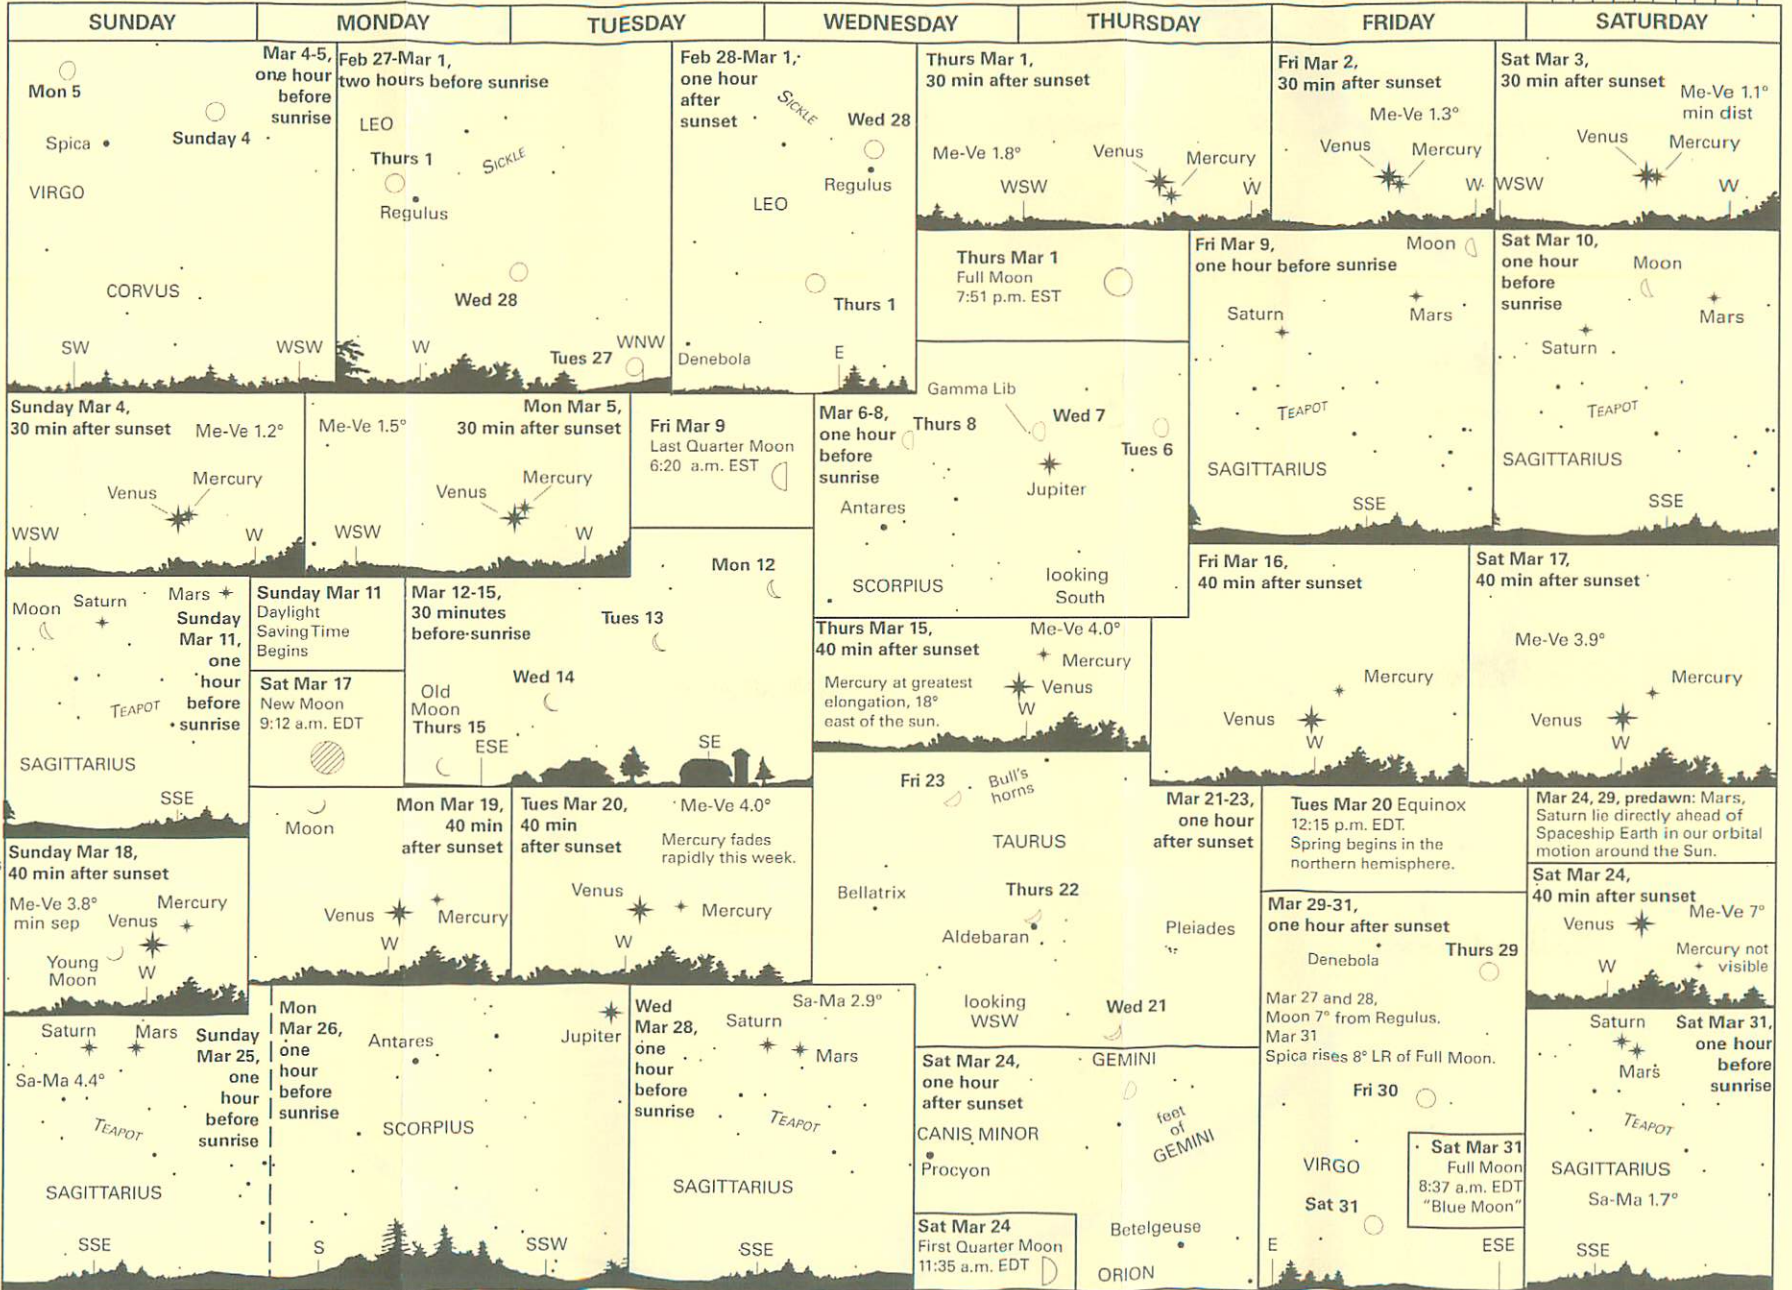 SUNDAY
MONDAY
TUESDAY
WEDNESDAY
THURSDAY
FRIDAY
SATURDAY
Mar 4-5,
one hour
before
sunrise
Mon 5
Sunday 4
Spica
VIRGO
CORVUS
SW
WSW
Feb 27-Mar 1,
two hours before sunrise
LEO
Thurs 1
SICKLE
Regulus
Wed 28
W
Tues 27
WNW
Feb 28-Mar 1,
one hour
after
sunset
SICKLE
Wed 28
Regulus
LEO
Thurs 1
Denebola
E
Thurs Mar 1,
30 min after sunset
Me-Ve 1.8°
Venus
Mercury
WSW
W
Fri Mar 2,
30 min after sunset
Me-Ve 1.3°
Venus
Mercury
W
Sat Mar 3,
30 min after sunset
Me-Ve 1.1°
min dist
Venus
Mercury
WSW
W
Thurs Mar 1
Full Moon
7:51 p.m. EST
Fri Mar 9,
one hour before sunrise
Moon
Saturn
Mars
TEAPOT
SAGITTARIUS
SSE
Sat Mar 10,
one hour
before
sunrise
Moon
Mars
Saturn
TEAPOT
SAGITTARIUS
SSE
Sunday Mar 4,
30 min after sunset
Me-Ve 1.2°
Mercury
Venus
WSW
W
Mon Mar 5,
30 min after sunset
Me-Ve 1.5°
Mercury
Venus
WSW
W
Fri Mar 9
Last Quarter Moon
6:20 a.m. EST
Mar 6-8,
one hour
before
sunrise
Gamma Lib
Thurs 8
Wed 7
Tues 6
Jupiter
Antares
SCORPIUS
looking
South
Moon
Saturn
Mars
Sunday
Mar 11,
one
hour
before
sunrise
TEAPOT
SAGITTARIUS
SSE
Sunday Mar 11
Daylight
Saving Time
Begins
Sat Mar 17
New Moon
9:12 a.m. EDT
Mar 12-15,
30 minutes
before sunrise
Mon 12
Tues 13
Wed 14
Old
Moon
Thurs 15
ESE
SE
Thurs Mar 15,
40 min after sunset
Me-Ve 4.0°
Mercury
Mercury at greatest
elongation, 18°
east of the sun.
Venus
W
Fri Mar 16,
40 min after sunset
Mercury
Venus
W
Sat Mar 17,
40 min after sunset
Me-Ve 3.9°
Mercury
Venus
W
Sunday Mar 18,
40 min after sunset
Me-Ve 3.8°
min sep
Mercury
Venus
Young
Moon
W
Moon
Mon Mar 19,
40 min
after sunset
Venus
Mercury
W
Tues Mar 20,
40 min
after sunset
Me-Ve 4.0°
Mercury fades
rapidly this week.
Venus
Mercury
W
Mar 21-23,
one hour
after sunset
Fri 23
Bull's
horns
TAURUS
Bellatrix
Thurs 22
Aldebaran
Pleiades
looking
WSW
Wed 21
Tues Mar 20 Equinox
12:15 p.m. EDT.
Spring begins in the
northern hemisphere.
Mar 24, 29, predawn: Mars,
Saturn lie directly ahead of
Spaceship Earth in our orbital
motion around the Sun.
Sat Mar 24,
40 min after sunset
Venus
Me-Ve 7°
Mercury not
visible
W
Mar 29-31,
one hour after sunset
Denebola
Thurs 29
Mar 27 and 28,
Moon 7° from Regulus.
Mar 31
Spica rises 8° LR of Full Moon.
Fri 30
VIRGO
Sat 31
E
ESE
Sat Mar 31
Full Moon
8:37 a.m. EDT
"Blue Moon"
Saturn
Mars
Sunday
Mar 25,
one
hour
before
sunrise
Sa-Ma 4.4°
TEAPOT
SAGITTARIUS
SSE
Mon
Mar 26,
one
hour
before
sunrise
Antares
Jupiter
SCORPIUS
S
SSW
Wed
Mar 28,
one
hour
before
sunrise
Sa-Ma 2.9°
Saturn
Mars
TEAPOT
SAGITTARIUS
SSE
Sat Mar 24,
one hour
after sunset
GEMINI
feet
of
GEMINI
CANIS MINOR
Procyon
Betelgeuse
ORION
Sat Mar 24
First Quarter Moon
11:35 a.m. EDT
Saturn
Sat Mar 31,
one hour
before
sunrise
Mars
TEAPOT
SAGITTARIUS
Sa-Ma 1.7°
SSE